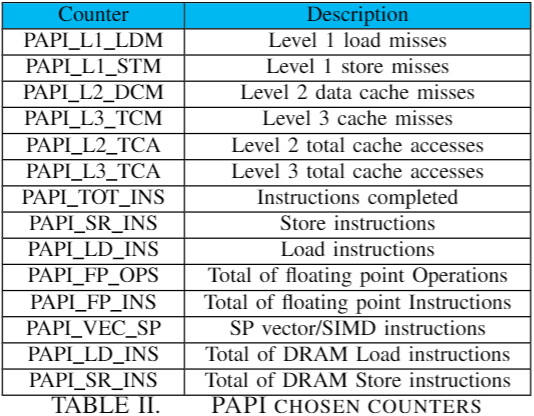 Counter Description
PAPI_L1_LDM Level 1 load misses
PAPI_L1_STM Level 1 store misses
PAPI_L2_DCM Level 2 data cache misses
PAPI_L3_TCM Level 3 cache misses
PAPI_L2_TCA Level 2 total cache accesses
PAPI_L3_TCA Level 3 total cache accesses
PAPI_TOT_INS Instructions completed
PAPI_SR_INS Store instructions
PAPI_LD_INS Load instructions
PAPI_FP_OPS Total of floating point Operations
PAPI_FP_INS Total of floating point Instructions
PAPI_VEC_SP SP vector/SIMD instructions
PAPI_LD_INS Total of DRAM Load instructions
PAPI_SR_INS Total of DRAM Store instructions
TABLE II. PAPI CHOSEN COUNTERS